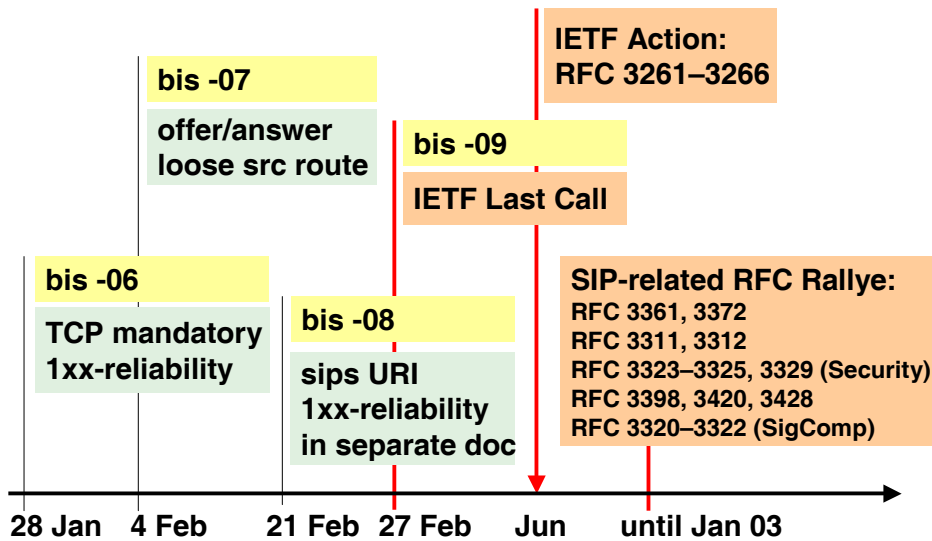 IETF Action:
RFC 3261–3266
bis -07
offer/answer
loose src route
bis -09
IETF Last Call
bis -06
TCP mandatory
1xx-reliability
bis -08
sips URI
1xx-reliability
in separate doc
SIP-related RFC Rallye:
RFC 3361, 3372
RFC 3311, 3312
RFC 3323–3325, 3329 (Security)
RFC 3398, 3420, 3428
RFC 3320–3322 (SigComp)
28 Jan 4 Feb 21 Feb 27 Feb Jun until Jan 03